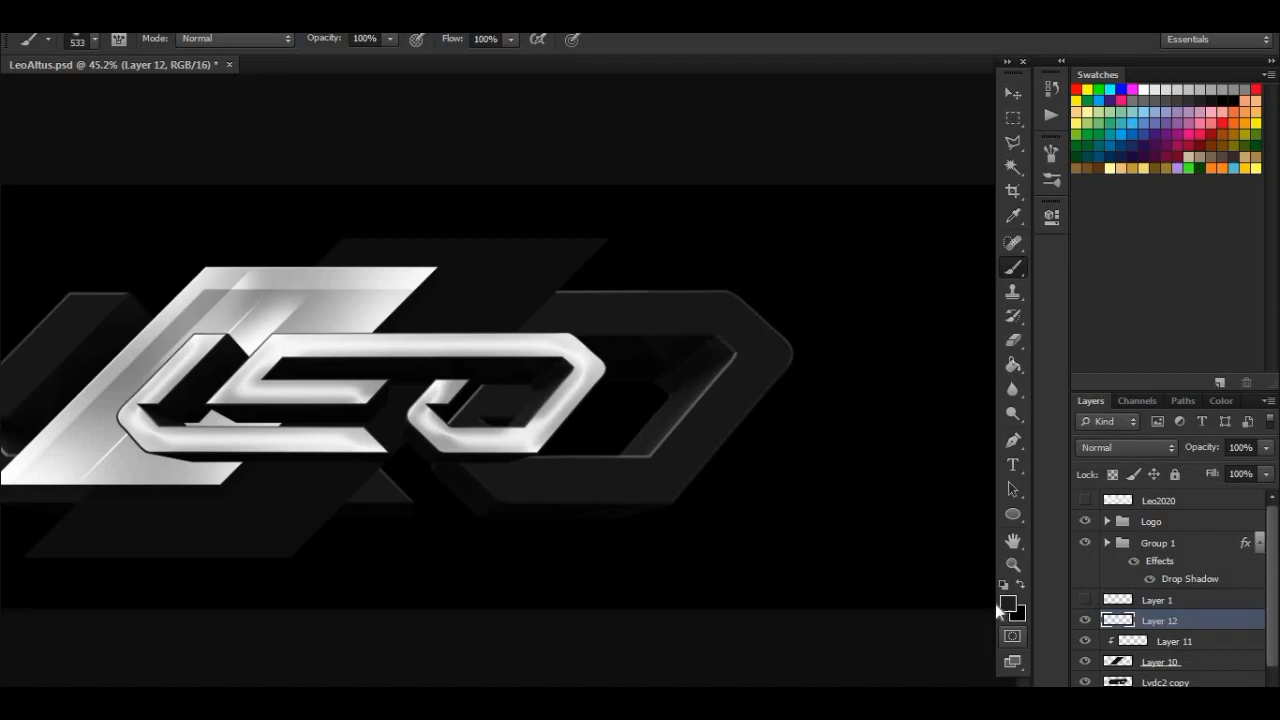 533 Mode: Normal Opacity: 100% Flow: 100% Essentials
LeoAltus.psd @ 45.2% (Layer 12, RGB/16) * ×
Swatches
LEO
Layers Channels Paths Color
Kind
Normal Opacity: 100%
Lock: Fill: 100%
Leo2020
Logo
Group 1 fx
Effects
Drop Shadow
Layer 1
Layer 12
Layer 11
Layer 10
Lvdc2 copy